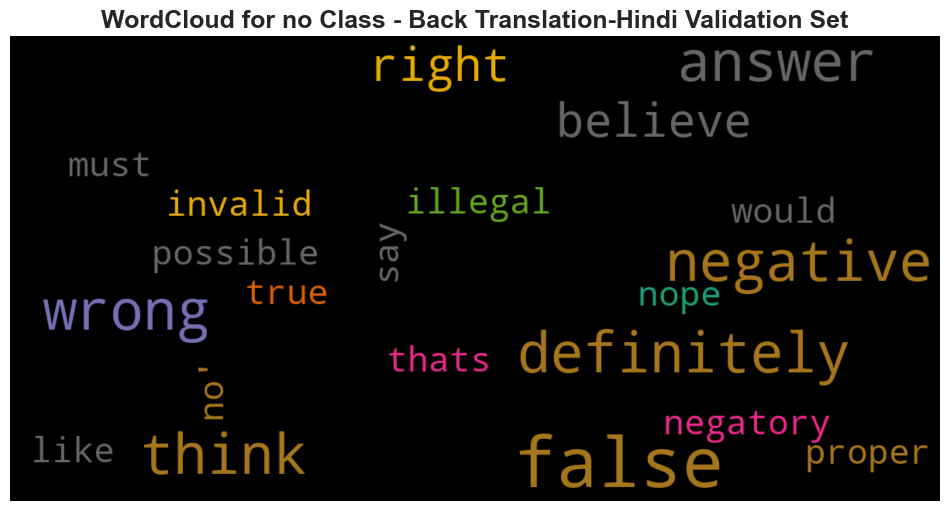 WordCloud for no Class - Back Translation-Hindi Validation Set
right
answer
believe
must
invalid
illegal
would
possible
say
negative
true
nope
wrong
thats
definitely
no'
negatory
like
think
false
proper